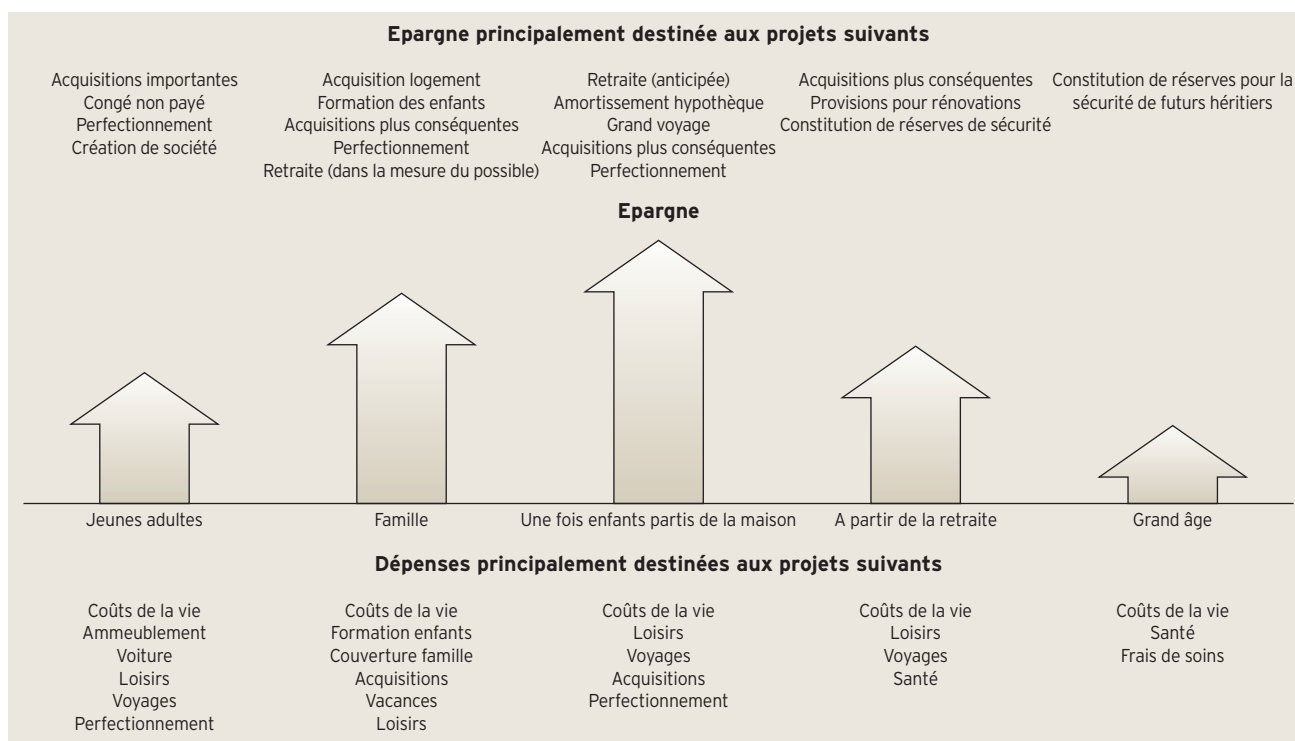 Epargne principalement destinée aux projets suivants
Acquisitions importantes
Congé non payé
Perfectionnement
Création de société
Acquisition logement
Formation des enfants
Acquisitions plus conséquentes
Perfectionnement
Retraite (dans la mesure du possible)
Retraite (anticipée)
Amortissement hypothèque
Grand voyage
Acquisitions plus conséquentes
Perfectionnement
Acquisitions plus conséquentes
Provisions pour rénovations
Constitution de réserves de sécurité
Constitution de réserves pour la
sécurité de futurs héritiers
Epargne
Jeunes adultes
Famille
Une fois enfants partis de la maison
A partir de la retraite
Grand âge
Dépenses principalement destinées aux projets suivants
Coûts de la vie
Ammeublement
Voiture
Loisirs
Voyages
Perfectionnement
Coûts de la vie
Formation enfants
Couverture famille
Acquisitions
Vacances
Loisirs
Coûts de la vie
Loisirs
Voyages
Acquisitions
Perfectionnement
Coûts de la vie
Loisirs
Voyages
Santé
Coûts de la vie
Santé
Frais de soins